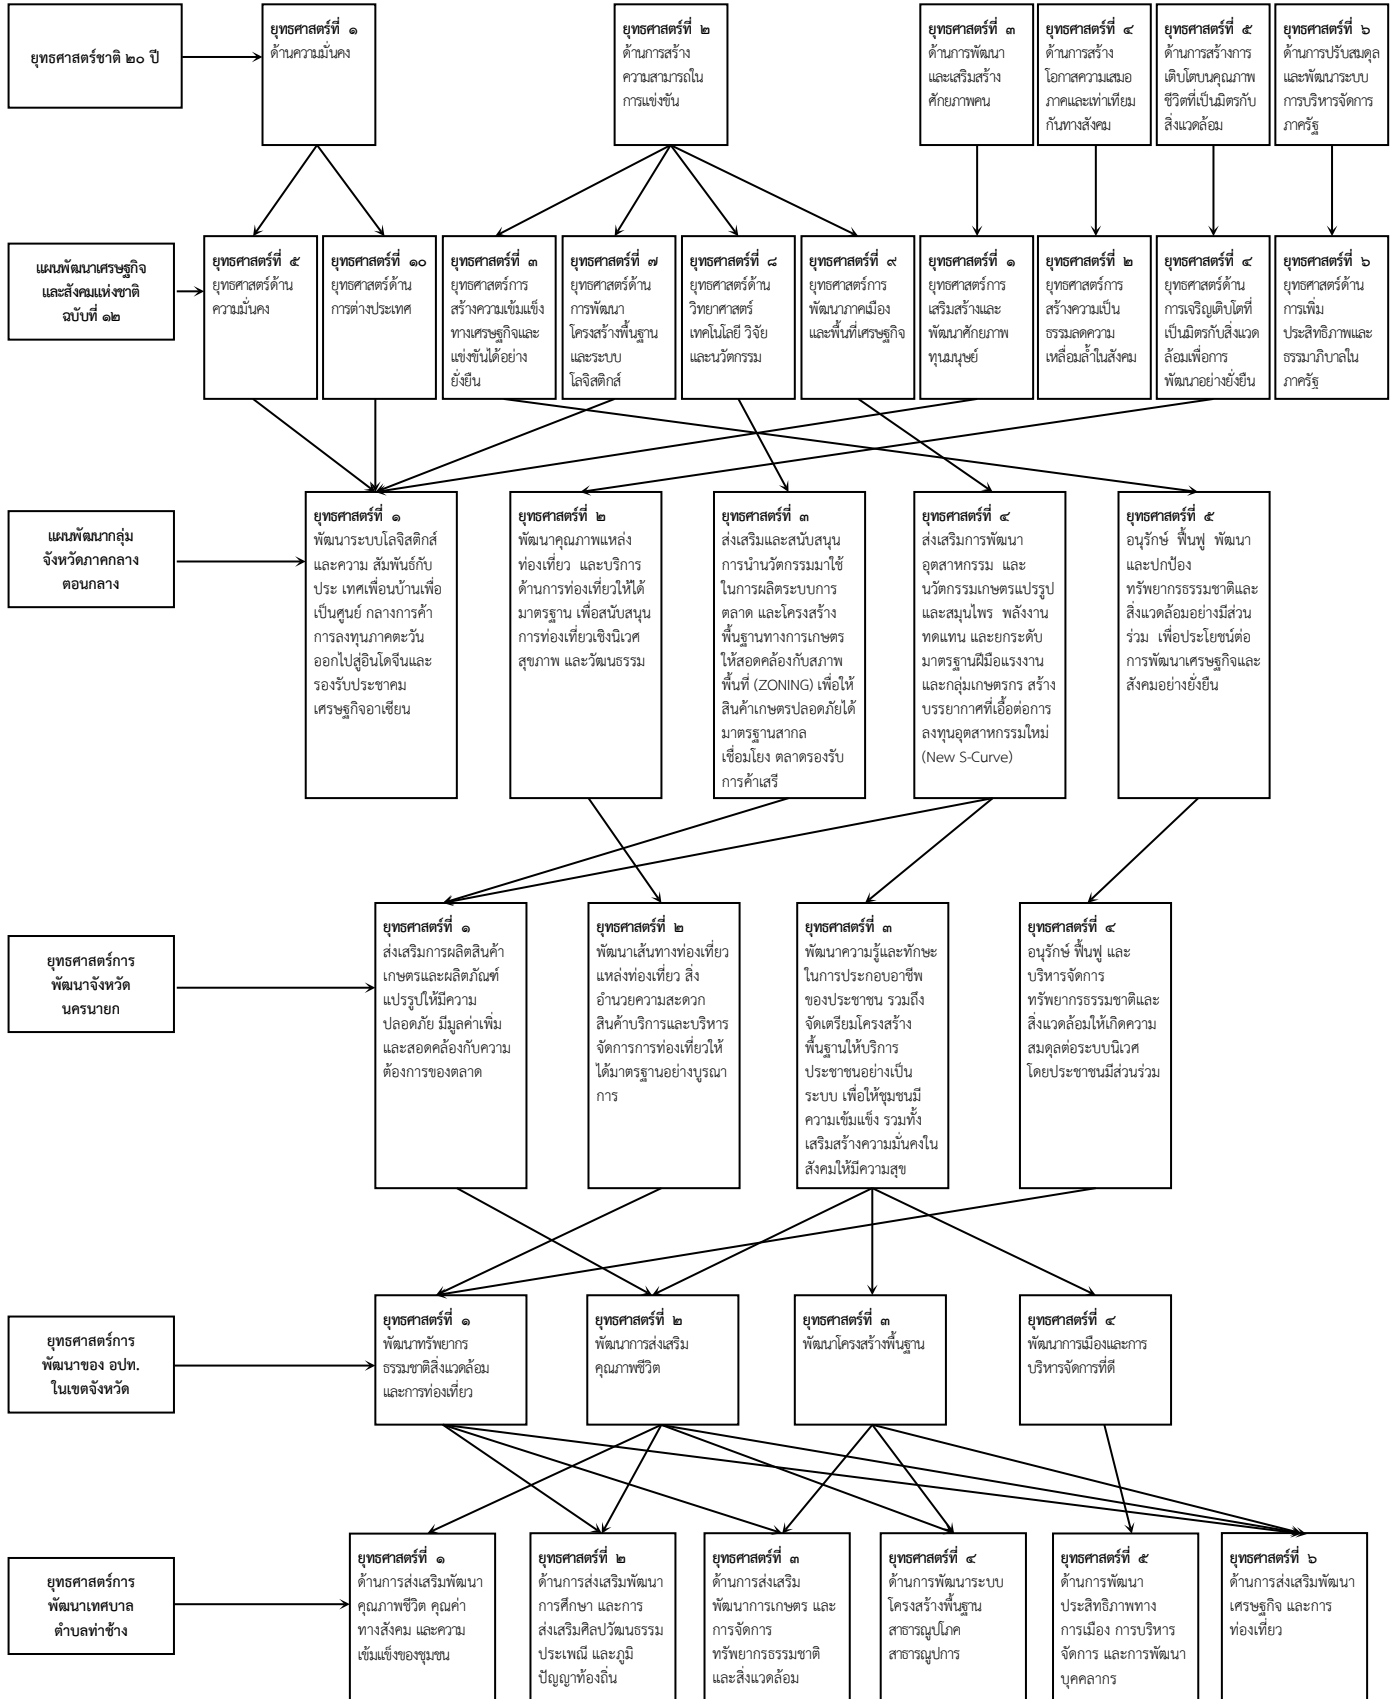 ยุทธศาสตร์ชาติ ๒๐ ปี
ยุทธศาสตร์ที่ ๑
ด้านความมั่นคง
ยุทธศาสตร์ที่ ๒
ด้านการสร้าง
ความสามารถใน
การแข่งขัน
ยุทธศาสตร์ที่ ๓
ด้านการพัฒนา
และเสริมสร้าง
ศักยภาพคน
ยุทธศาสตร์ที่ ๔
ด้านการสร้าง
โอกาสความเสมอ
ภาคและเท่าเทียม
กันทางสังคม
ยุทธศาสตร์ที่ ๕
ด้านการสร้างการ
เติบโตบนคุณภาพ
ชีวิตที่เป็นมิตรกับ
สิ่งแวดล้อม
ยุทธศาสตร์ที่ ๖
ด้านการปรับสมดุล
และพัฒนาระบบ
การบริหารจัดการ
ภาครัฐ
แผนพัฒนาเศรษฐกิจ
และสังคมแห่งชาติ
ฉบับที่ ๑๒
ยุทธศาสตร์ที่ ๕
ยุทธศาสตร์ด้าน
ความมั่นคง
ยุทธศาสตร์ที่ ๑๐
ยุทธศาสตร์ด้าน
การต่างประเทศ
ยุทธศาสตร์ที่ ๓
ยุทธศาสตร์การ
สร้างความเข้มแข็ง
ทางเศรษฐกิจและ
แข่งขันได้อย่าง
ยั่งยืน
ยุทธศาสตร์ที่ ๗
ยุทธศาสตร์ด้าน
การพัฒนา
โครงสร้างพื้นฐาน
และระบบ
โลจิสติกส์
ยุทธศาสตร์ที่ ๘
ยุทธศาสตร์ด้าน
วิทยาศาสตร์
เทคโนโลยี วิจัย
และนวัตกรรม
ยุทธศาสตร์ที่ ๙
ยุทธศาสตร์การ
พัฒนาภาคเมือง
และพื้นที่เศรษฐกิจ
ยุทธศาสตร์ที่ ๑
ยุทธศาสตร์การ
เสริมสร้างและ
พัฒนาศักยภาพ
ทุนมนุษย์
ยุทธศาสตร์ที่ ๒
ยุทธศาสตร์การ
สร้างความเป็น
ธรรมลดความ
เหลื่อมล้ำในสังคม
ยุทธศาสตร์ที่ ๔
ยุทธศาสตร์ด้าน
การเจริญเติบโตที่
เป็นมิตรกับสิ่งแวด
ล้อมเพื่อการ
พัฒนาอย่างยั่งยืน
ยุทธศาสตร์ที่ ๖
ยุทธศาสตร์ด้าน
การเพิ่ม
ประสิทธิภาพและ
ธรรมาภิบาลใน
ภาครัฐ
แผนพัฒนากลุ่ม
จังหวัดภาคกลาง
ตอนกลาง
ยุทธศาสตร์ที่ ๑
พัฒนาระบบโลจิสติกส์
และความ สัมพันธ์กับ
ประ เทศเพื่อนบ้านเพื่อ
เป็นศูนย์ กลางการค้า
การลงทุนภาคตะวัน
ออกไปสู่อินโดจีนและ
รองรับประชาคม
เศรษฐกิจอาเซียน
ยุทธศาสตร์ที่ ๒
พัฒนาคุณภาพแหล่ง
ท่องเที่ยว และบริการ
ด้านการท่องเที่ยวให้ได้
มาตรฐาน เพื่อสนับสนุน
การท่องเที่ยวเชิงนิเวศ
สุขภาพ และวัฒนธรรม
ยุทธศาสตร์ที่ ๓
ส่งเสริมและสนับสนุน
การนำนวัตกรรมมาใช้
ในการผลิตระบบการ
ตลาด และโครงสร้าง
พื้นฐานทางการเกษตร
ให้สอดคล้องกับสภาพ
พื้นที่ (ZONING) เพื่อให้
สินค้าเกษตรปลอดภัยได้
มาตรฐานสากล
เชื่อมโยง ตลาดรองรับ
การค้าเสรี
ยุทธศาสตร์ที่ ๔
ส่งเสริมการพัฒนา
อุตสาหกรรม และ
นวัตกรรมเกษตรแปรรูป
และสมุนไพร พลังงาน
ทดแทน และยกระดับ
มาตรฐานฝีมือแรงงาน
และกลุ่มเกษตรกร สร้าง
บรรยากาศที่เอื้อต่อการ
ลงทุนอุตสาหกรรมใหม่
(New S-Curve)
ยุทธศาสตร์ที่ ๕
อนุรักษ์ ฟื้นฟู พัฒนา
และปกป้อง
ทรัพยากรธรรมชาติและ
สิ่งแวดล้อมอย่างมีส่วน
ร่วม เพื่อประโยชน์ต่อ
การพัฒนาเศรษฐกิจและ
สังคมอย่างยั่งยืน
ยุทธศาสตร์การ
พัฒนาจังหวัด
นครนายก
ยุทธศาสตร์ที่ ๑
ส่งเสริมการผลิตสินค้า
เกษตรและผลิตภัณฑ์
แปรรูปให้มีความ
ปลอดภัย มีมูลค่าเพิ่ม
และสอดคล้องกับความ
ต้องการของตลาด
ยุทธศาสตร์ที่ ๒
พัฒนาเส้นทางท่องเที่ยว
แหล่งท่องเที่ยว สิ่ง
อำนวยความสะดวก
สินค้าบริการและบริหาร
จัดการการท่องเที่ยวให้
ได้มาตรฐานอย่างบูรณา
การ
ยุทธศาสตร์ที่ ๓
พัฒนาความรู้และทักษะ
ในการประกอบอาชีพ
ของประชาชน รวมถึง
จัดเตรียมโครงสร้าง
พื้นฐานให้บริการ
ประชาชนอย่างเป็น
ระบบ เพื่อให้ชุมชนมี
ความเข้มแข็ง รวมทั้ง
เสริมสร้างความมั่นคงใน
สังคมให้มีความสุข
ยุทธศาสตร์ที่ ๔
อนุรักษ์ ฟื้นฟู และ
บริหารจัดการ
ทรัพยากรธรรมชาติและ
สิ่งแวดล้อมให้เกิดความ
สมดุลต่อระบบนิเวศ
โดยประชาชนมีส่วนร่วม
ยุทธศาสตร์การ
พัฒนาของ อปท.
ในเขตจังหวัด
ยุทธศาสตร์ที่ ๑
พัฒนาทรัพยากร
ธรรมชาติสิ่งแวดล้อม
และการท่องเที่ยว
ยุทธศาสตร์ที่ ๒
พัฒนาการส่งเสริม
คุณภาพชีวิต
ยุทธศาสตร์ที่ ๓
พัฒนาโครงสร้างพื้นฐาน
ยุทธศาสตร์ที่ ๔
พัฒนาการเมืองและการ
บริหารจัดการที่ดี
ยุทธศาสตร์การ
พัฒนาเทศบาล
ตำบลท่าช้าง
ยุทธศาสตร์ที่ ๑
ด้านการส่งเสริมพัฒนา
คุณภาพชีวิต คุณค่า
ทางสังคม และความ
เข้มแข็งของชุมชน
ยุทธศาสตร์ที่ ๒
ด้านการส่งเสริมพัฒนา
การศึกษา และการ
ส่งเสริมศิลปวัฒนธรรม
ประเพณี และภูมิ
ปัญญาท้องถิ่น
ยุทธศาสตร์ที่ ๓
ด้านการส่งเสริม
พัฒนาการเกษตร และ
การจัดการ
ทรัพยากรธรรมชาติ
และสิ่งแวดล้อม
ยุทธศาสตร์ที่ ๔
ด้านการพัฒนาระบบ
โครงสร้างพื้นฐาน
สาธารณูปโภค
สาธารณูปการ
ยุทธศาสตร์ที่ ๕
ด้านการพัฒนา
ประสิทธิภาพทาง
การเมือง การบริหาร
จัดการ และการพัฒนา
บุคคลากร
ยุทธศาสตร์ที่ ๖
ด้านการส่งเสริมพัฒนา
เศรษฐกิจ และการ
ท่องเที่ยว